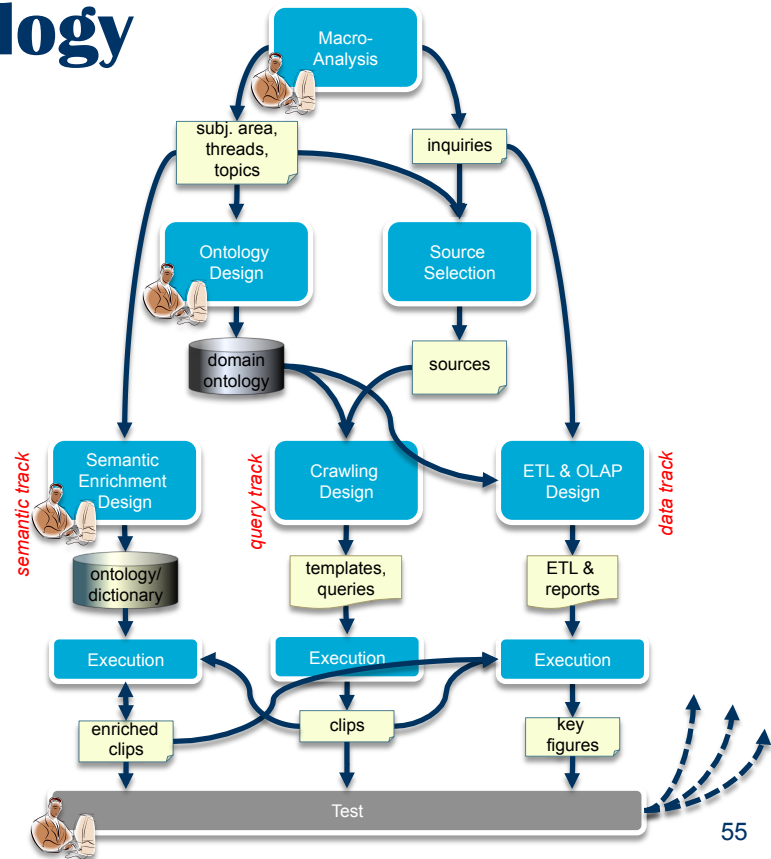 logy
Macro-
Analysis
subj. area,
threads,
topics
inquiries
Ontology
Design
Source
Selection
domain
ontology
sources
semantic track
Semantic
Enrichment
Design
query track
Crawling
Design
ETL & OLAP
Design
data track
ontology/
dictionary
templates,
queries
ETL &
reports
Execution
Execution
Execution
enriched
clips
clips
key
figures
Test
55